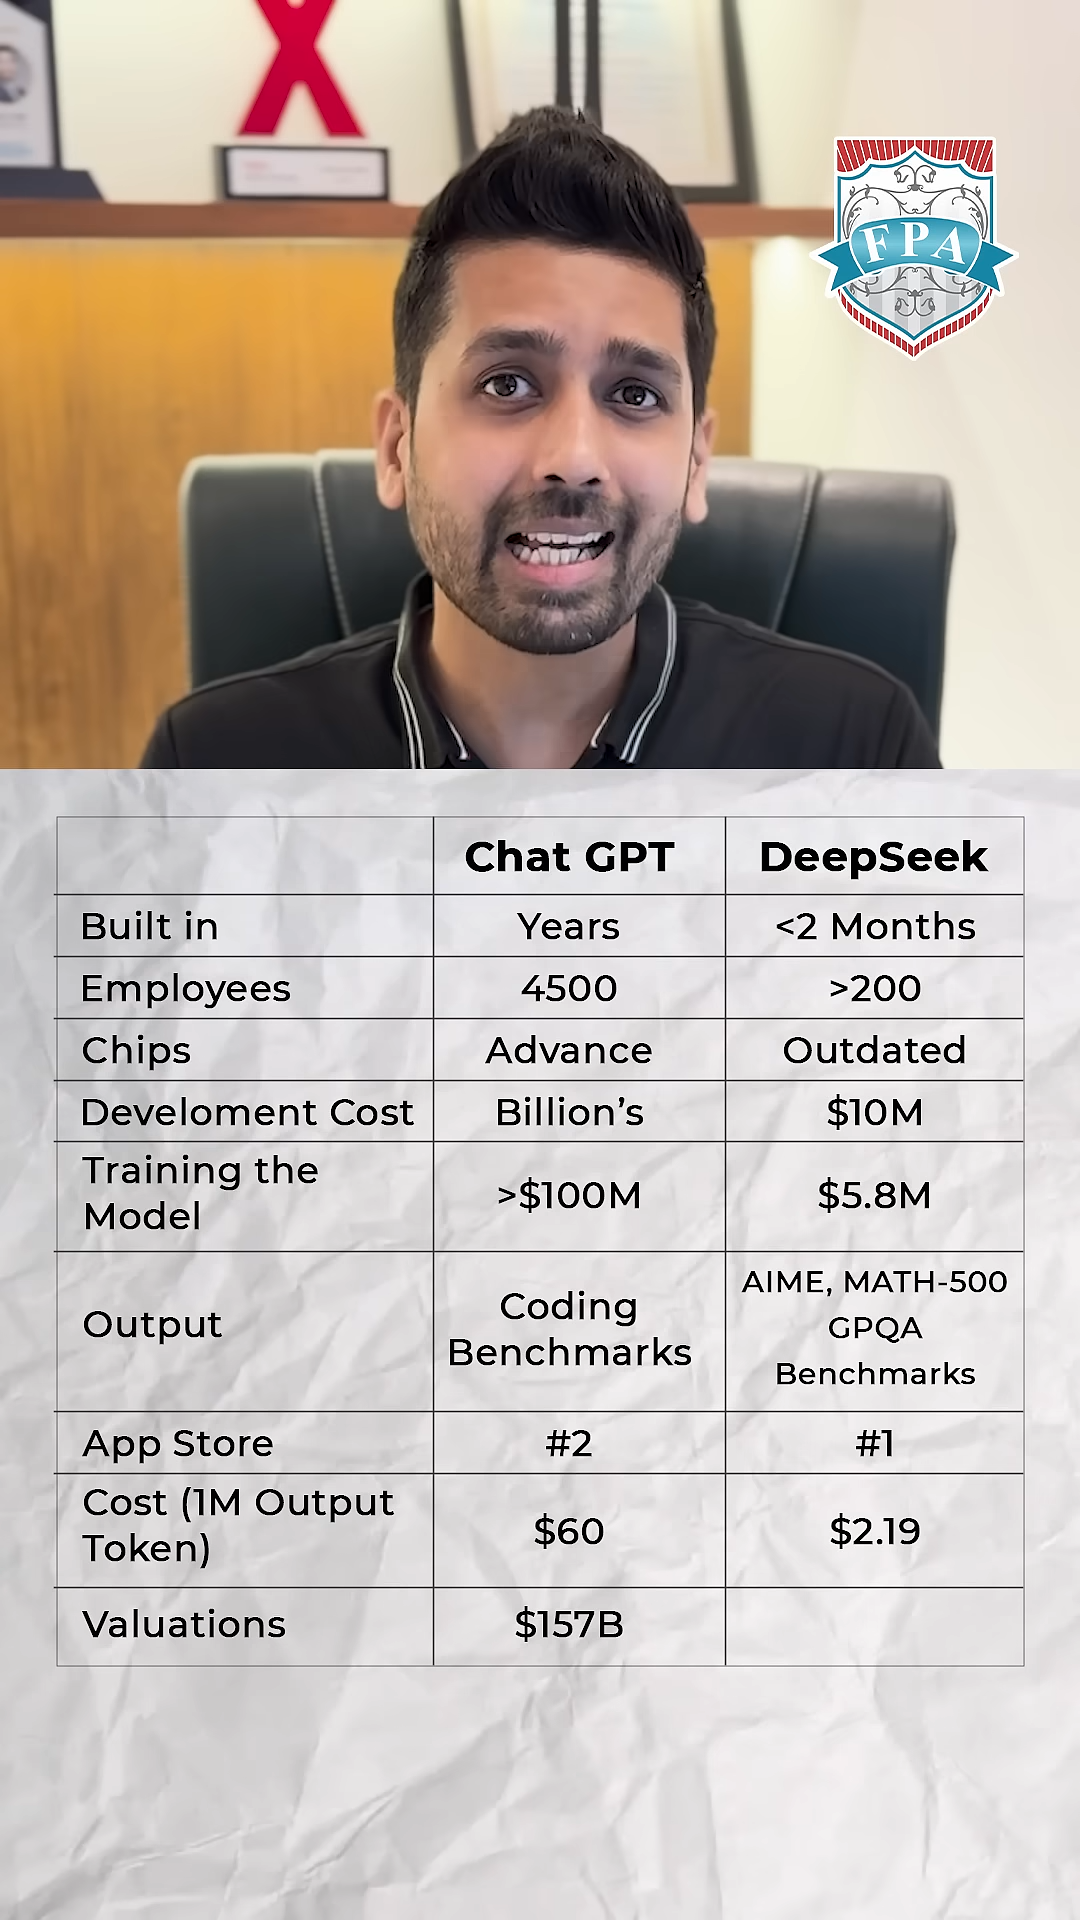 FPA
Chat GPT DeepSeek
Built in Years <2 Months
Employees 4500 >200
Chips Advance Outdated
Develoment Cost Billion's $10M
Training the
Model >$100M $5.8M
Output Coding
Benchmarks AIME, MATH-500
GPQA
Benchmarks
App Store #2 #1
Cost (1M Output
Token) $60 $2.19
Valuations $157B